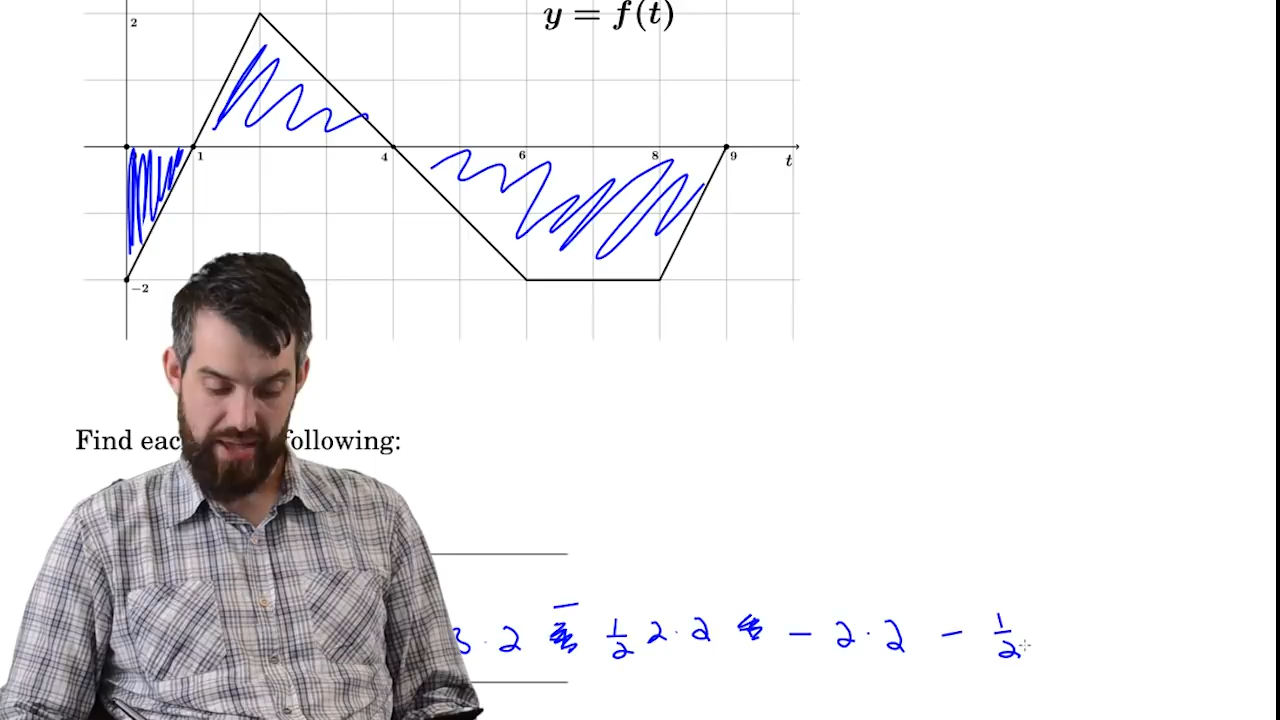 y = f(t)
2
1 4 6 8 9 t
−2
Find each following:
3 · 2 − 1/2 2 · 2 − 2 · 2 − 1/2